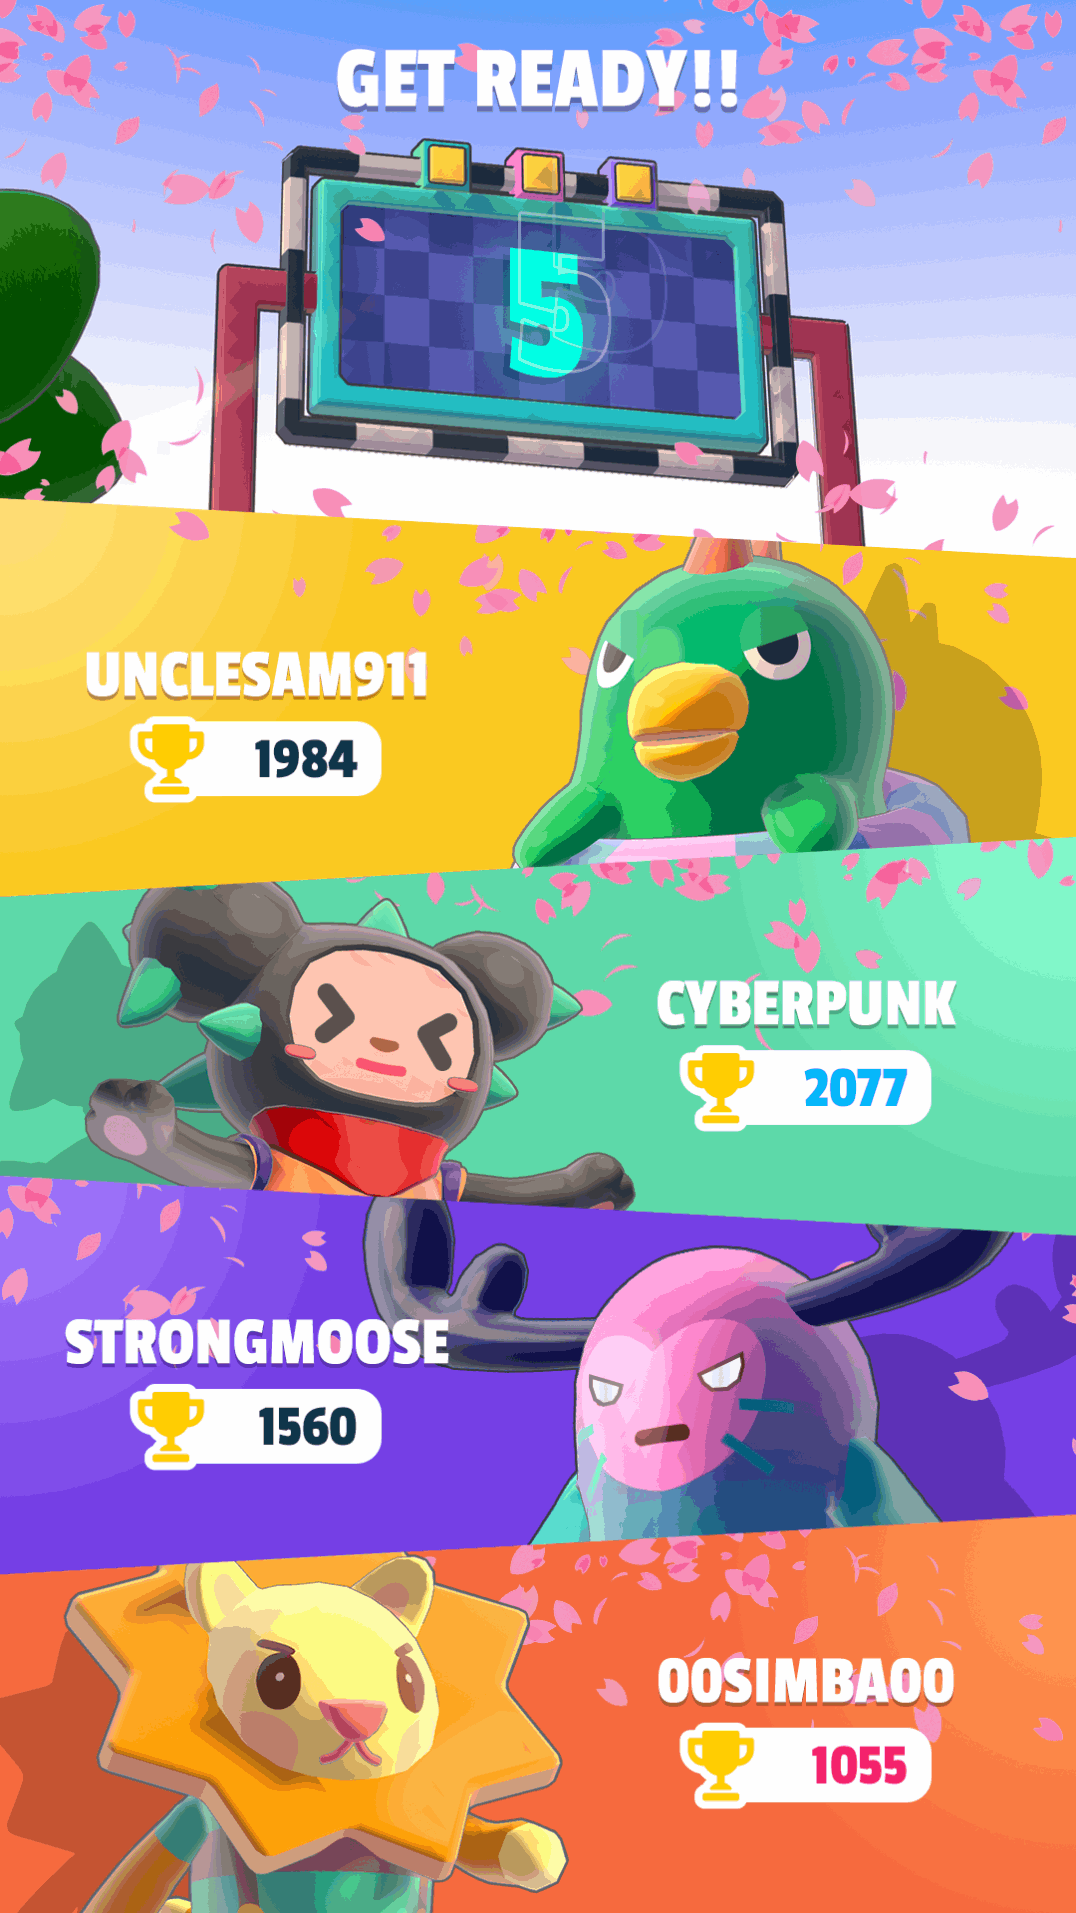 GET READY!!
5
UNCLESAM911
1984
CYBERPUNK
2077
STRONGMOOSE
1560
OOSIMBAOO
1055